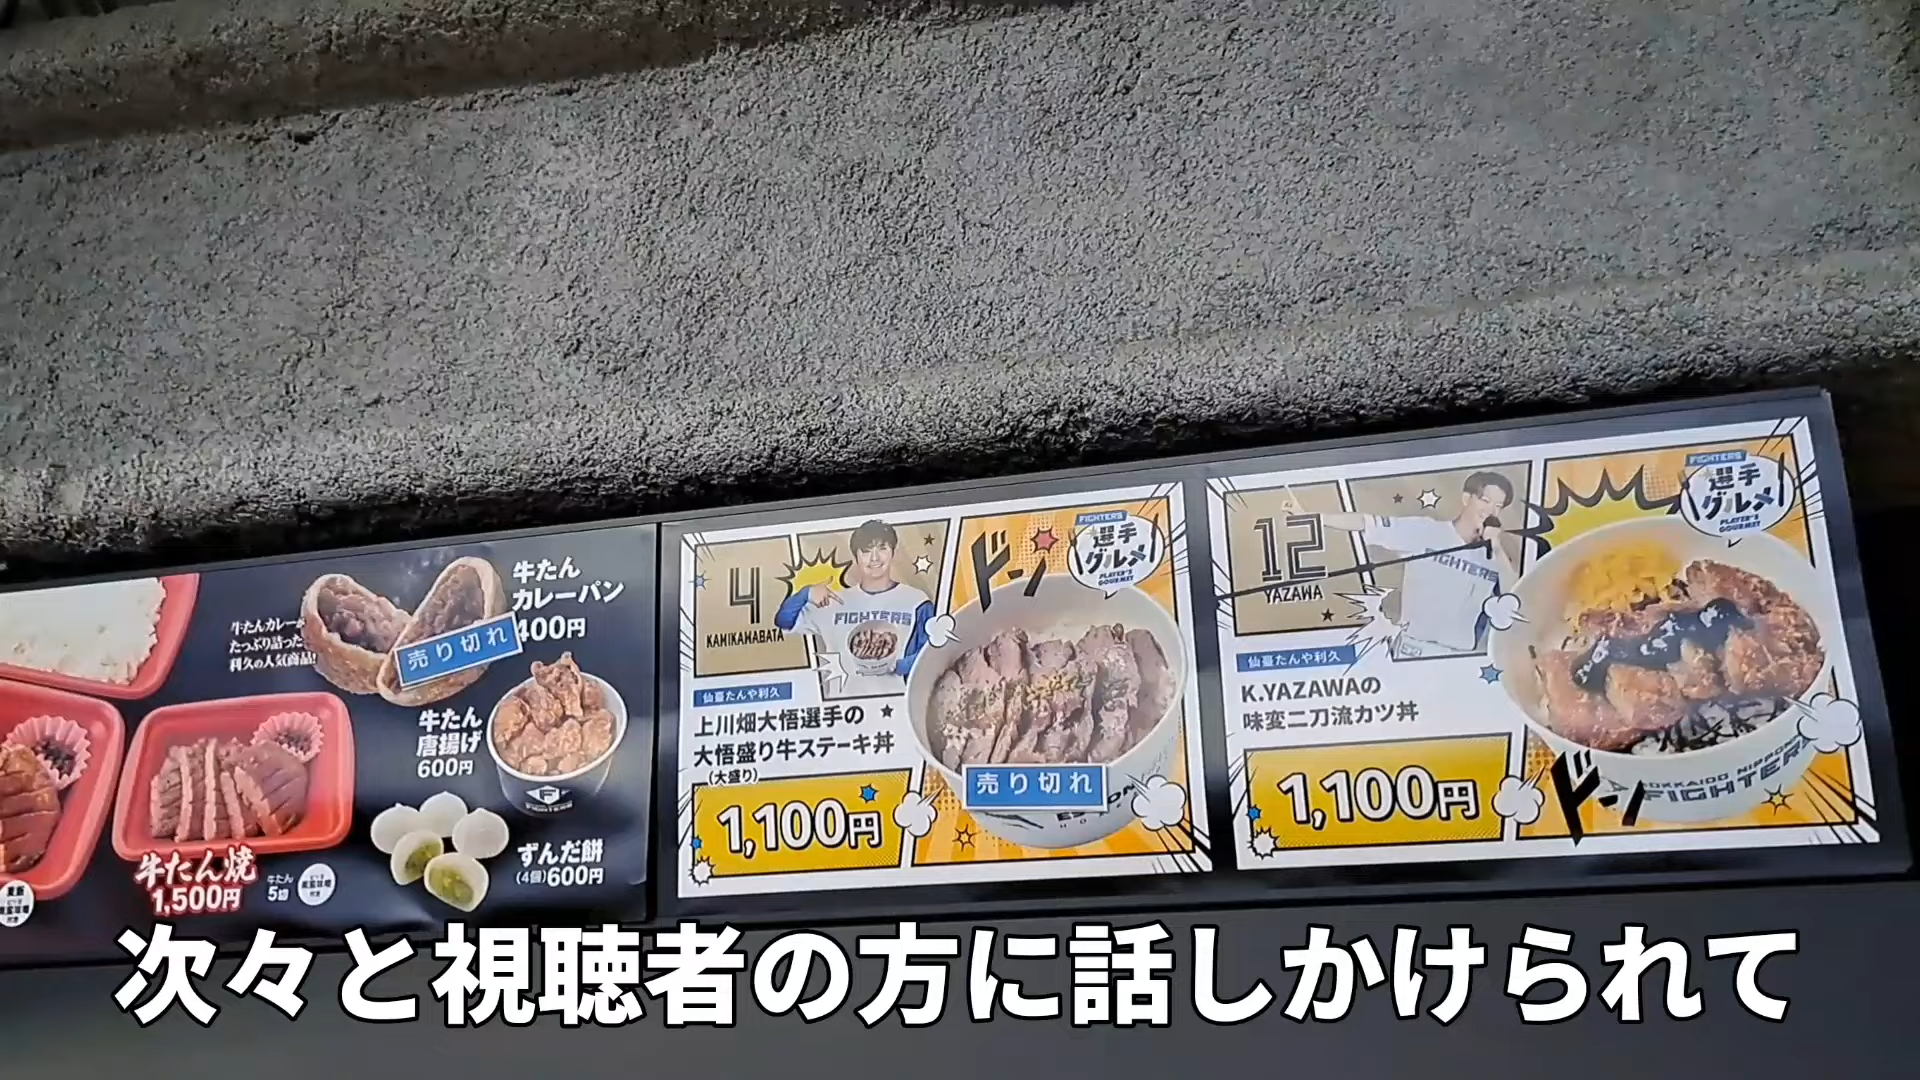 牛たんカレーが
たっぷり詰った
利久の人気商品!
牛たん
カレーパン
400円
売り切れ
牛たん
唐揚げ
600円
牛たん焼
1,500円
牛たん
5切
ずんだ餅
(4個)600円
4
KAMIKAWABATA
FIGHTERS
ドン
FIGHTERS
選手
グルメ
PLAYER'S
GOURMET
仙臺たんや利久
上川畑大悟選手の
大悟盛り牛ステーキ丼
(大盛り)
1,100円
売り切れ
12
YAZAWA
FIGHTERS
FIGHTERS
選手
グルメ
PLAYER'S
GOURMET
仙臺たんや利久
K.YAZAWAの
味変二刀流カツ丼
1,100円
ドン
HOKKAIDO NIPPON
FIGHTERS
次々と視聴者の方に話しかけられて